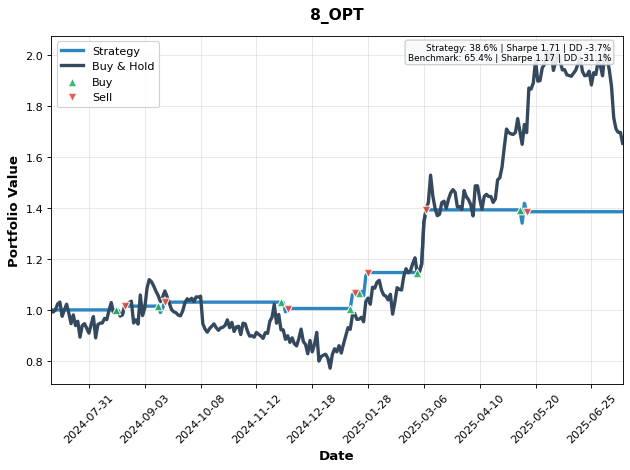 8_OPT
Strategy
Buy & Hold
Buy
Sell
Strategy: 38.6% | Sharpe 1.71 | DD -3.7%
Benchmark: 65.4% | Sharpe 1.17 | DD -31.1%
Portfolio Value
2.0
1.8
1.6
1.4
1.2
1.0
0.8
2024-07-31
2024-09-03
2024-10-08
2024-11-12
2024-12-18
2025-01-28
2025-03-06
2025-04-10
2025-05-20
2025-06-25
Date